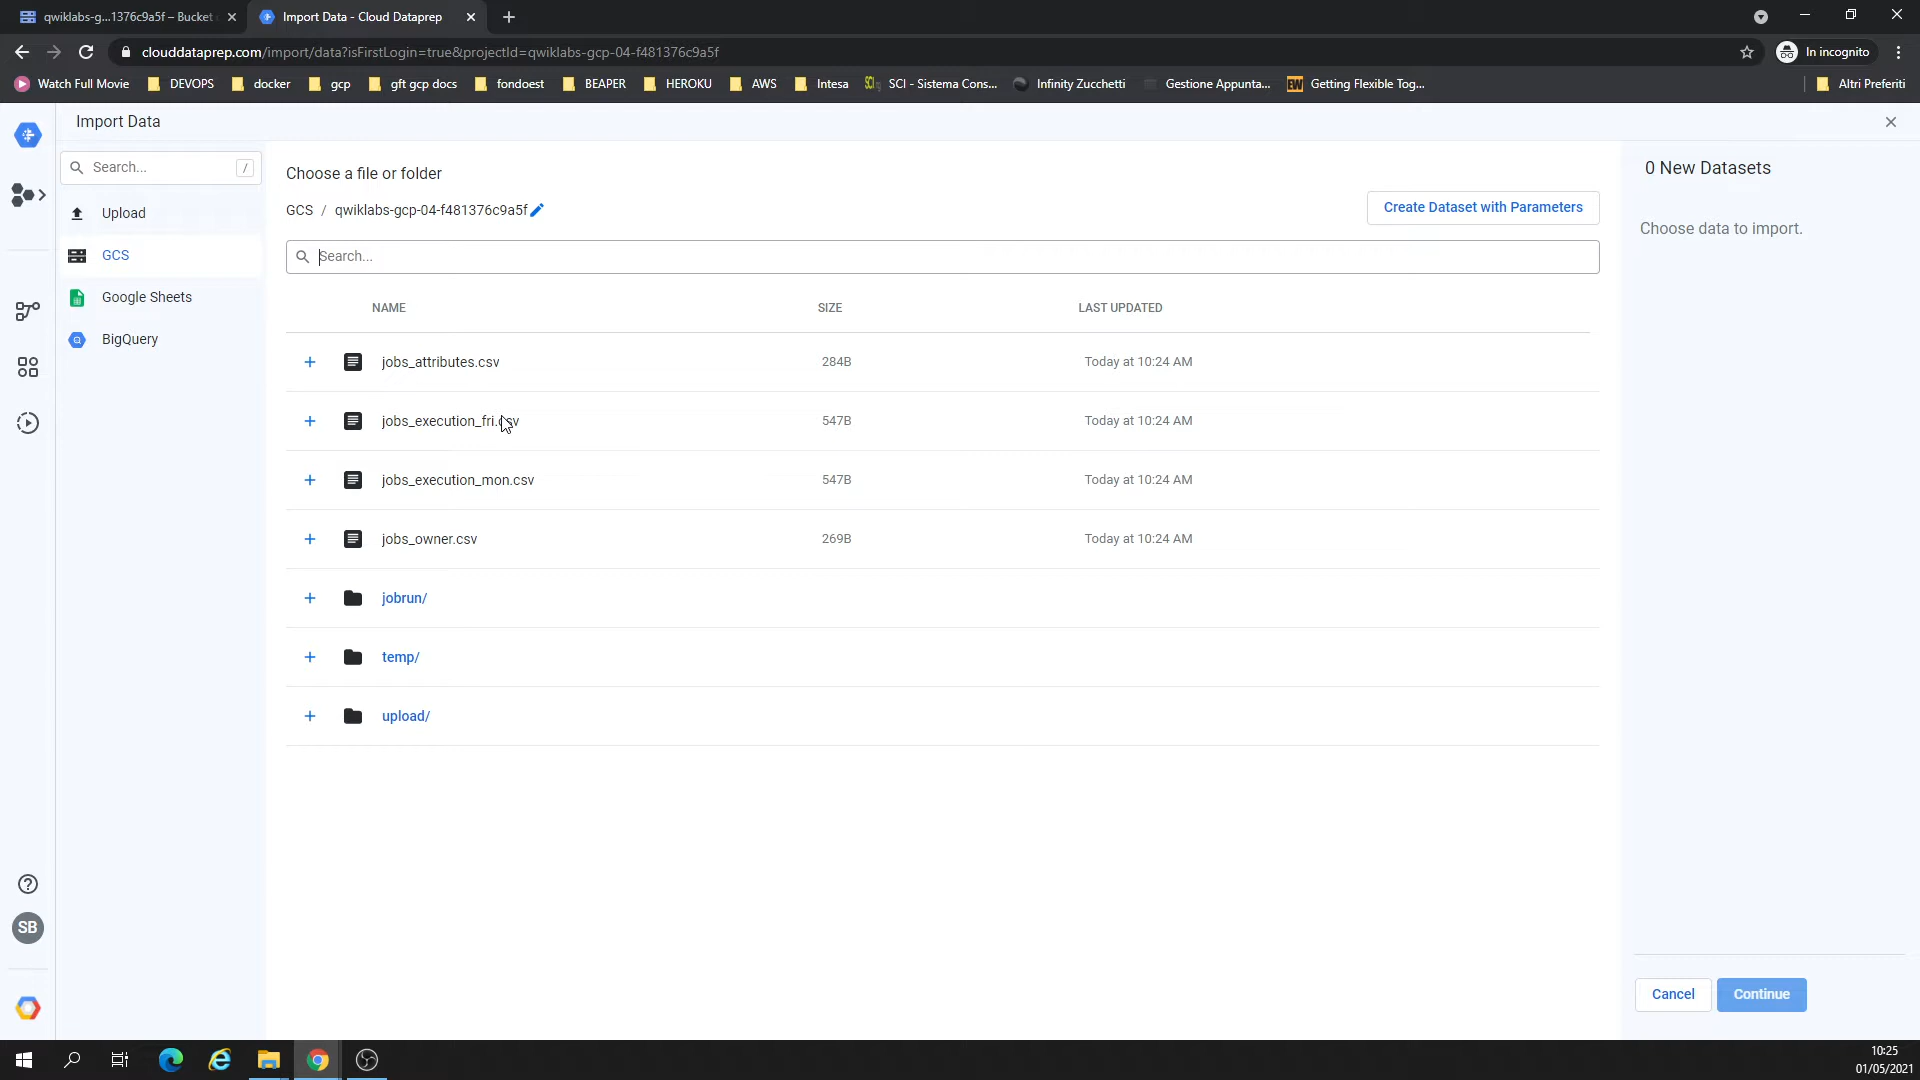 qwiklabs-g...1376c9a5f – Bucket
Import Data - Cloud Dataprep
clouddataprep.com/import/data?isFirstLogin=true&projectId=qwiklabs-gcp-04-f481376c9a5f
In incognito
Watch Full Movie
DEVOPS
docker
gcp
gft gcp docs
fondoest
BEAPER
HEROKU
AWS
Intesa
SCI - Sistema Cons...
Infinity Zucchetti
Gestione Appunta...
EW
Getting Flexible Tog...
Altri Preferiti
Import Data
Search...
/
Upload
GCS
Google Sheets
BigQuery
SB
Choose a file or folder
GCS / qwiklabs-gcp-04-f481376c9a5f
Create Dataset with Parameters
Search...
NAME SIZE LAST UPDATED
jobs_attributes.csv 284B Today at 10:24 AM
jobs_execution_fri.csv 547B Today at 10:24 AM
jobs_execution_mon.csv 547B Today at 10:24 AM
jobs_owner.csv 269B Today at 10:24 AM
jobrun/
temp/
upload/
0 New Datasets
Choose data to import.
Cancel
Continue
10:25
01/05/2021